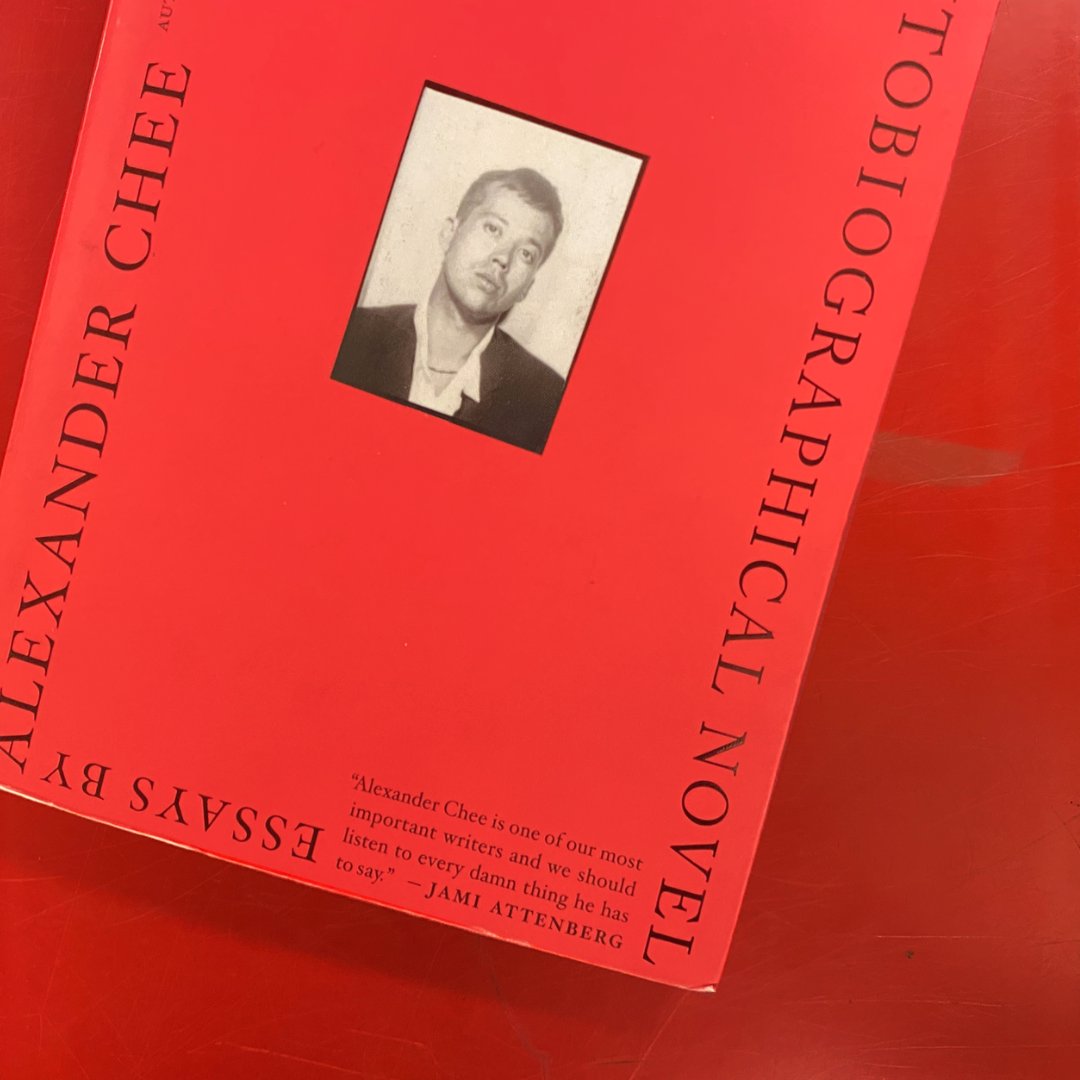 TOBIOGRAPHICAL NOVEL
ESSAYS BY
ALEXANDER CHEE
AUT
“Alexander Chee is one of our most
important writers and we should
listen to every damn thing he has
to say.” —JAMI ATTENBERG